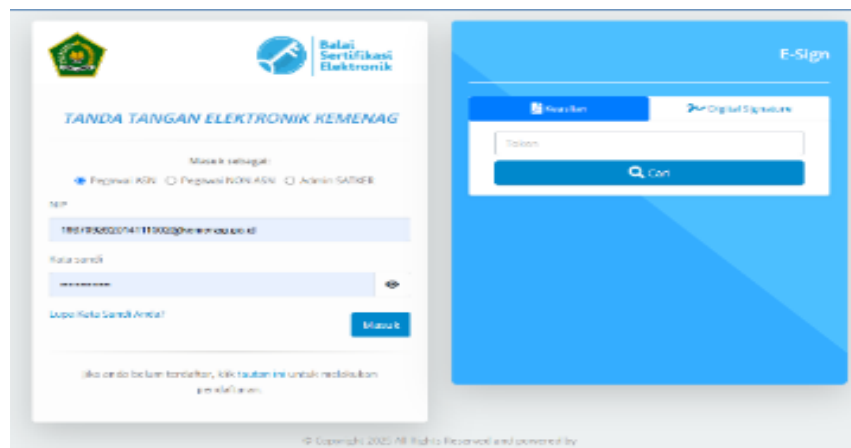 Balai
Sertifikasi
Elektronik
TANDA TANGAN ELEKTRONIK KEMENAG
Masuk sebagai:
Pegawai ASN Pegawai NON ASN Admin SATKER
NIP
Kata sandi
Lupa Kata Sandi Anda?
Masuk
Jika anda belum terdaftar, klik tautan ini untuk melakukan
pendaftaran.
E-Sign
Keaslian Digital Signature
Token
Cari
© Copyright 2025 All Rights Reserved and powered by